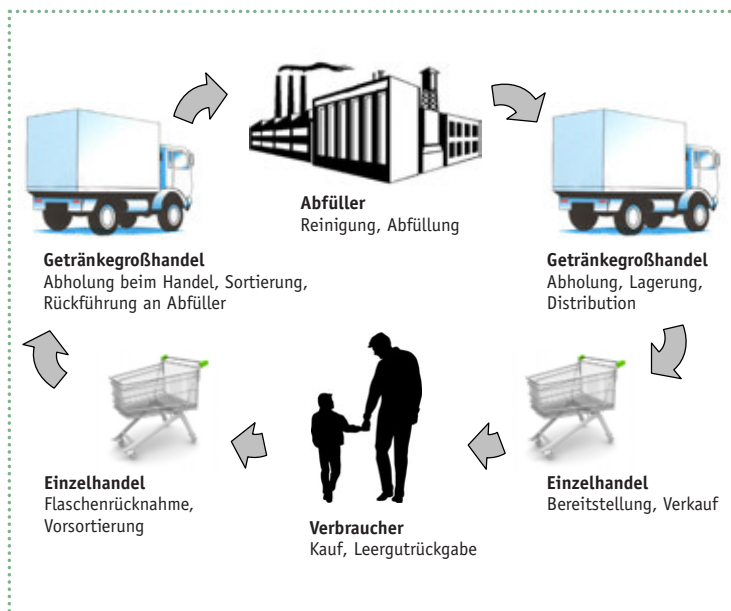 Abfüller
Reinigung, Abfüllung
Getränkegroßhandel
Abholung beim Handel, Sortierung,
Rückführung an Abfüller
Getränkegroßhandel
Abholung, Lagerung,
Distribution
Einzelhandel
Flaschenrücknahme,
Vorsortierung
Verbraucher
Kauf, Leergutrückgabe
Einzelhandel
Bereitstellung, Verkauf